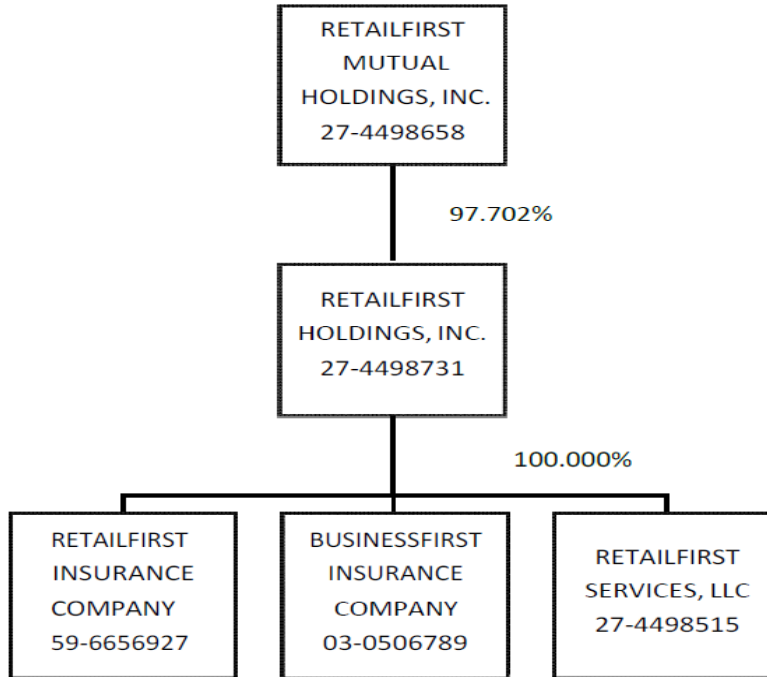 RETAILFIRST
MUTUAL
HOLDINGS, INC.
27-4498658
97.702%
RETAILFIRST
HOLDINGS, INC.
27-4498731
100.000%
RETAILFIRST
INSURANCE
COMPANY
59-6656927
BUSINESSFIRST
INSURANCE
COMPANY
03-0506789
RETAILFIRST
SERVICES, LLC
27-4498515